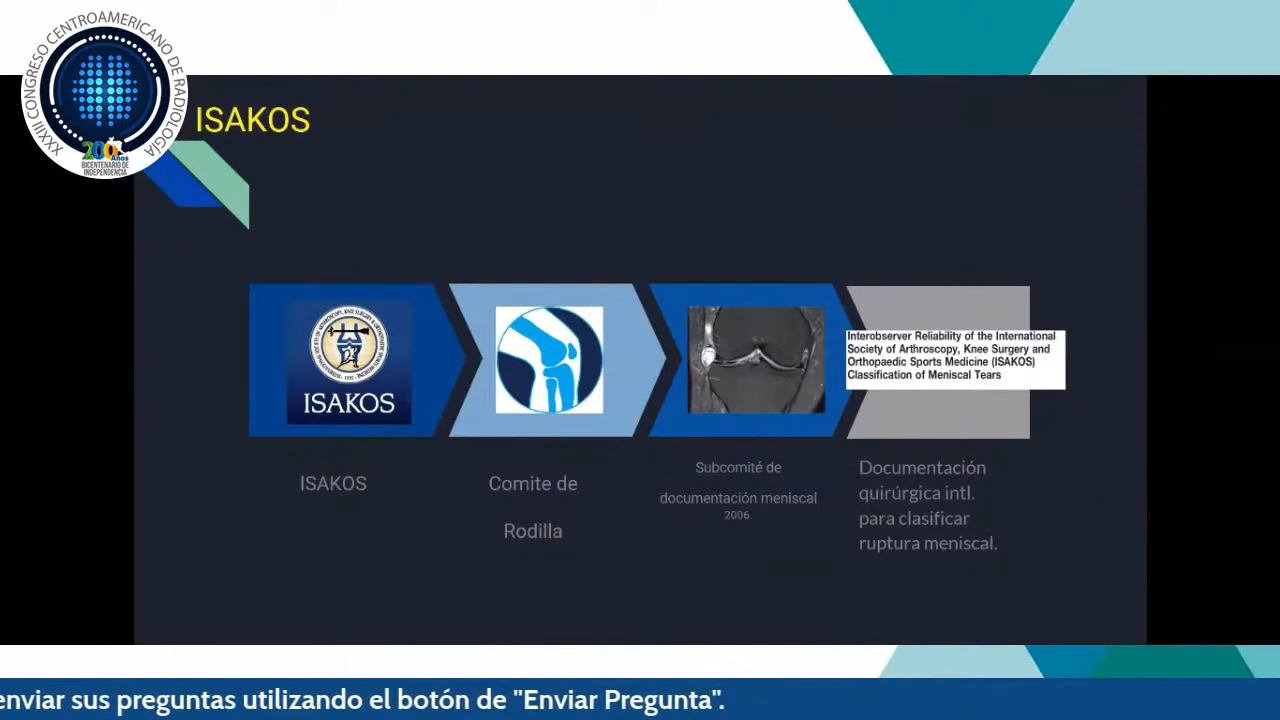 XXXIII CONGRESO CENTROAMERICANO DE RADIOLOGÍA
200 Años
BICENTENARIO DE
INDEPENDENCIA
ISAKOS
ISAKOS
Interobserver Reliability of the International
Society of Arthroscopy, Knee Surgery and
Orthopaedic Sports Medicine (ISAKOS)
Classification of Meniscal Tears
ISAKOS
Comite de
Rodilla
Subcomité de
documentación meniscal
2006.
Documentación
quirúrgica intl.
para clasificar
ruptura meniscal.
enviar sus preguntas utilizando el botón de "Enviar Pregunta".